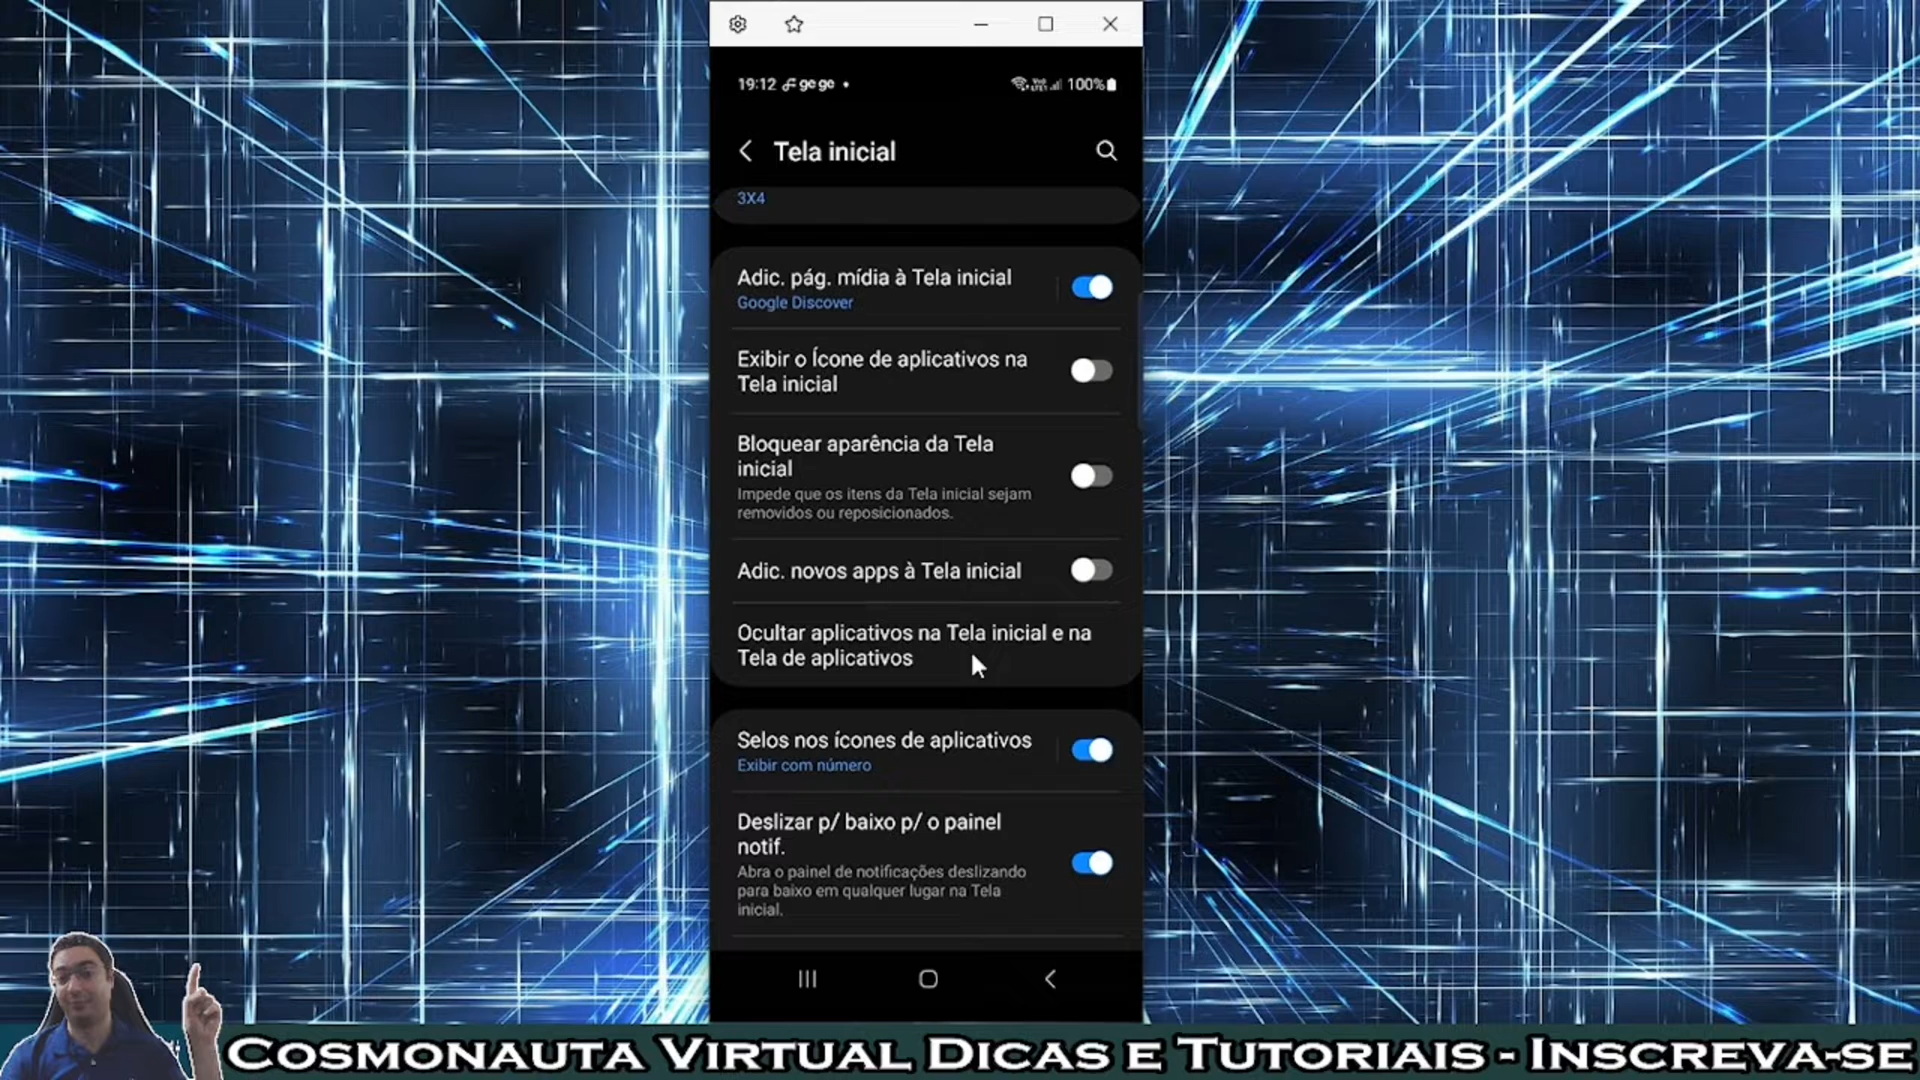 19:12 ge ge •
100%
Tela inicial
3X4
Adic. pág. mídia à Tela inicial
Google Discover
Exibir o Ícone de aplicativos na
Tela inicial
Bloquear aparência da Tela
inicial
Impede que os itens da Tela inicial sejam
removidos ou reposicionados.
Adic. novos apps à Tela inicial
Ocultar aplicativos na Tela inicial e na
Tela de aplicativos
Selos nos ícones de aplicativos
Exibir com número
Deslizar p/ baixo p/ o painel
notif.
Abra o painel de notificações deslizando
para baixo em qualquer lugar na Tela
inicial.
Cosmonauta Virtual Dicas e Tutoriais - Inscreva-se